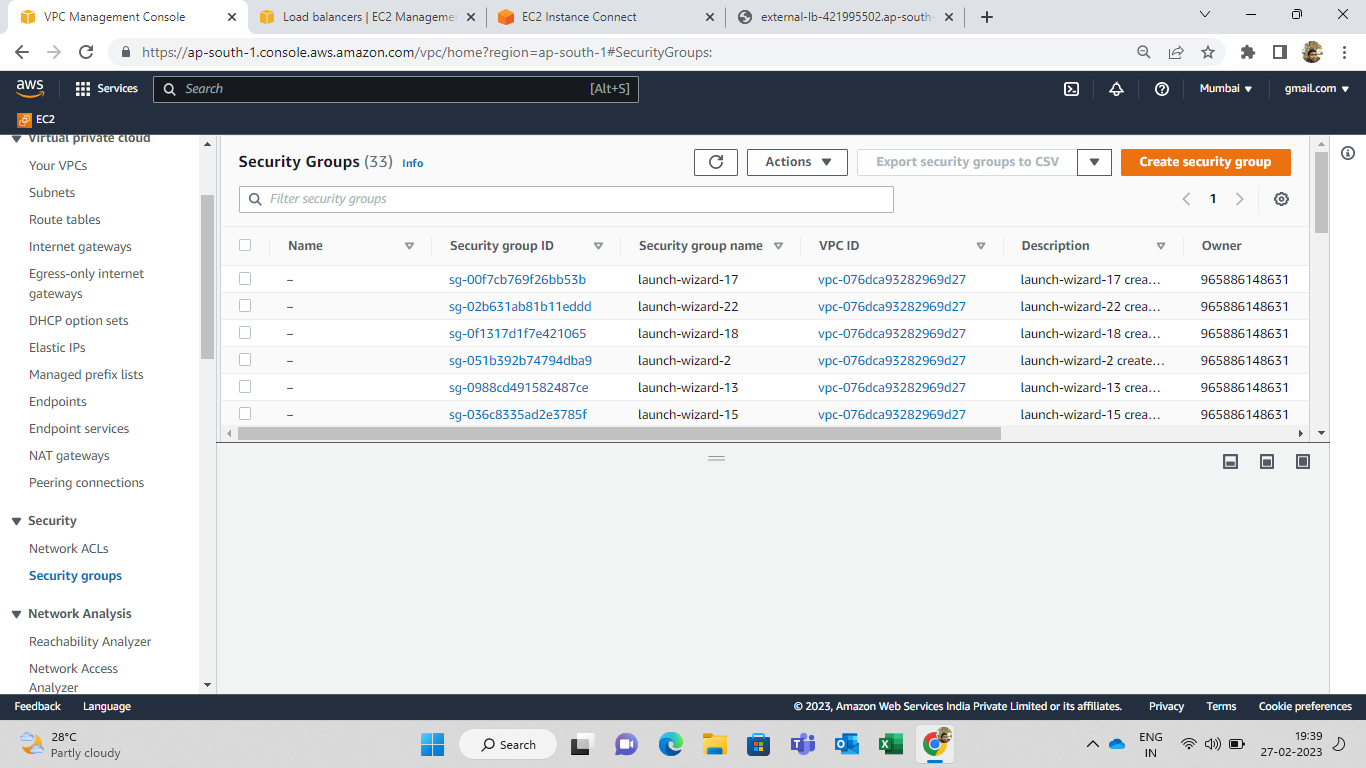 VPC Management Console
Load balancers | EC2 Manageme
EC2 Instance Connect
external-lb-421995502.ap-south-
https://ap-south-1.console.aws.amazon.com/vpc/home?region=ap-south-1#SecurityGroups:
aws
Services
Search
[Alt+S]
Mumbai
gmail.com
EC2
Virtual private cloud
Your VPCs
Subnets
Route tables
Internet gateways
Egress-only internet
gateways
DHCP option sets
Elastic IPs
Managed prefix lists
Endpoints
Endpoint services
NAT gateways
Peering connections
Security
Network ACLs
Security groups
Network Analysis
Reachability Analyzer
Network Access
Analyzer
Security Groups (33) Info
Actions
Export security groups to CSV
Create security group
Filter security groups
1
Name Security group ID Security group name VPC ID Description Owner
– sg-00f7cb769f26bb53b launch-wizard-17 vpc-076dca93282969d27 launch-wizard-17 crea... 965886148631
– sg-02b631ab81b11eddd launch-wizard-22 vpc-076dca93282969d27 launch-wizard-22 crea... 965886148631
– sg-0f1317d1f7e421065 launch-wizard-18 vpc-076dca93282969d27 launch-wizard-18 crea... 965886148631
– sg-051b392b74794dba9 launch-wizard-2 vpc-076dca93282969d27 launch-wizard-2 create... 965886148631
– sg-0988cd491582487ce launch-wizard-13 vpc-076dca93282969d27 launch-wizard-13 crea... 965886148631
– sg-036c8335ad2e3785f launch-wizard-15 vpc-076dca93282969d27 launch-wizard-15 crea... 965886148631
Feedback Language
© 2023, Amazon Web Services India Private Limited or its affiliates. Privacy Terms Cookie preferences
28°C
Partly cloudy
Search
ENG
IN
19:39
27-02-2023